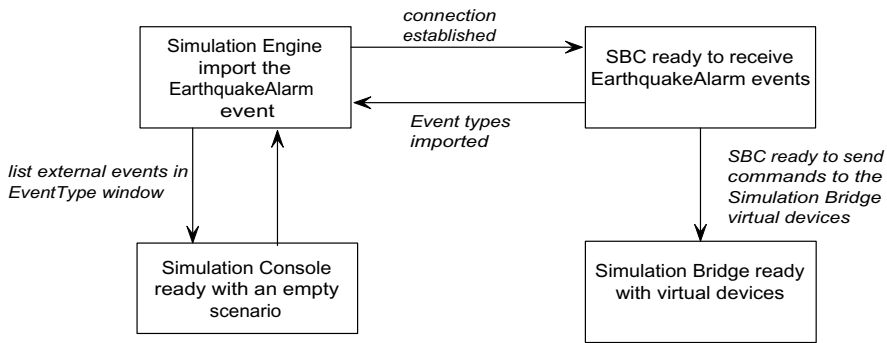 connection
established
Simulation Engine
import the
EarthquakeAlarm
event
SBC ready to receive
EarthquakeAlarm events
Event types
imported
list external events in
EventType window
SBC ready to send
commands to the
Simulation Bridge
virtual devices
Simulation Console
ready with an empty
scenario
Simulation Bridge ready
with virtual devices